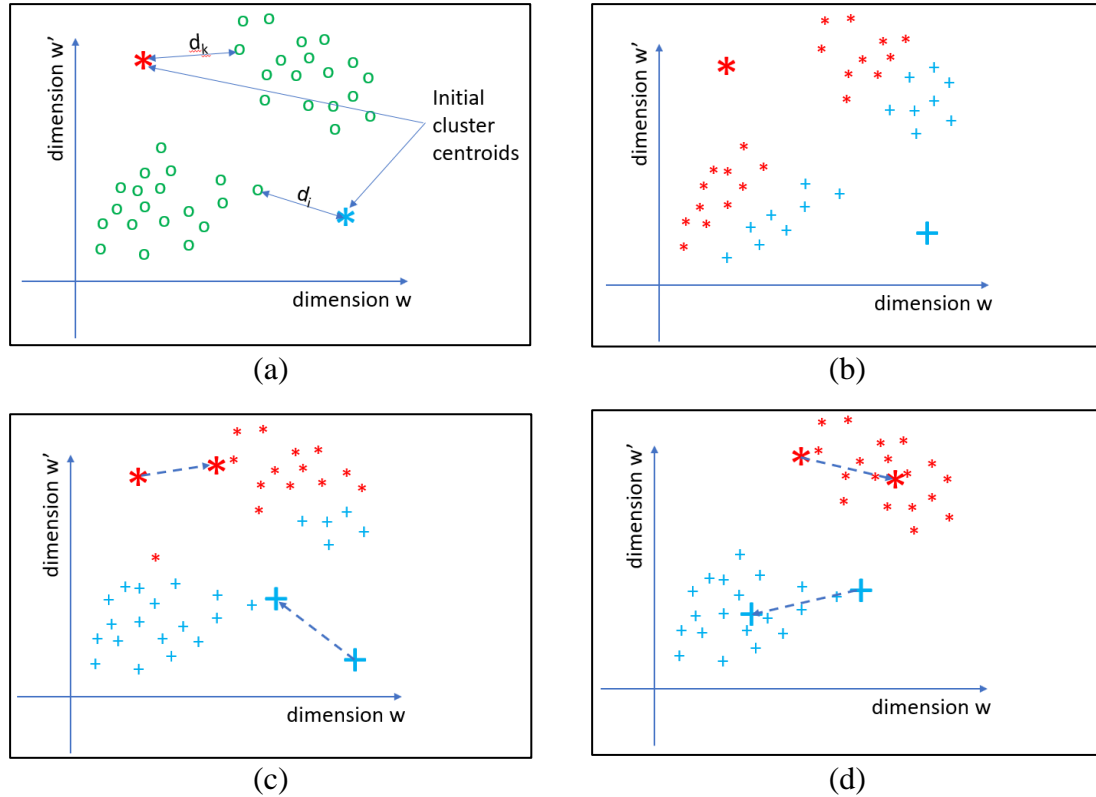 dimension w'
d_k
Initial
cluster
centroids
d_i
dimension w
(a)
dimension w'
dimension w
(b)
dimension w'
dimension w
(c)
dimension w'
dimension w
(d)